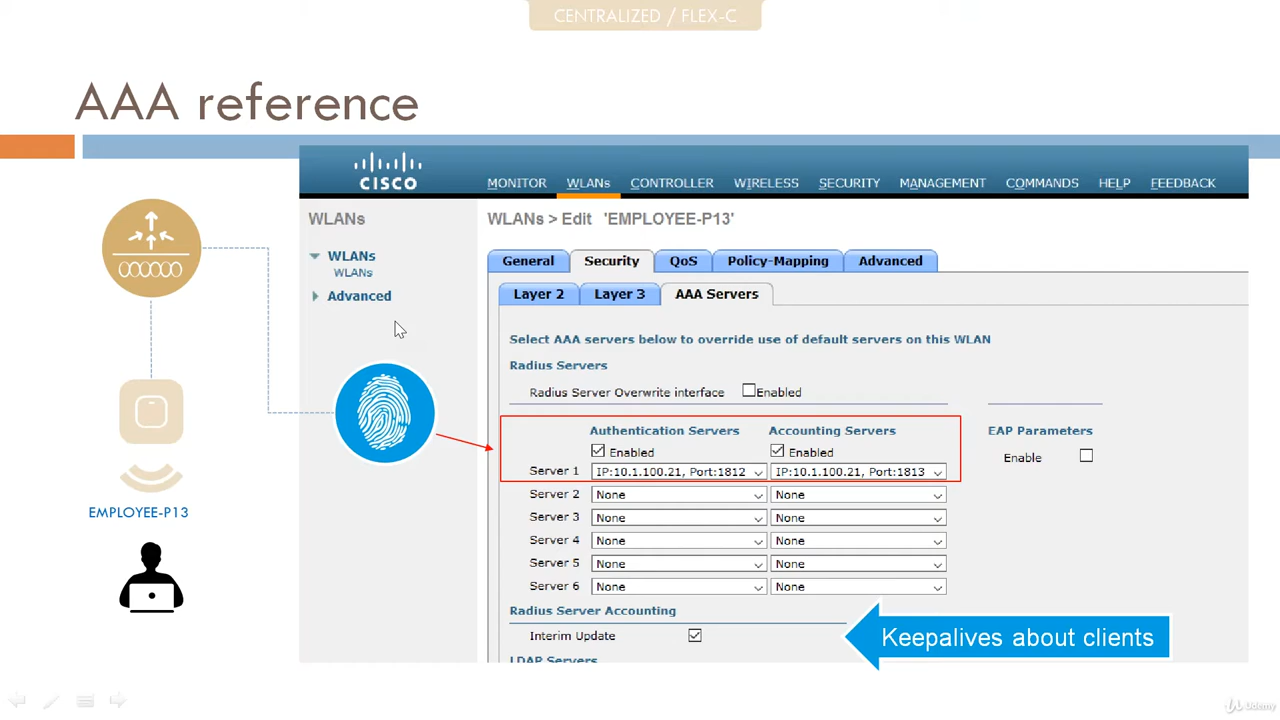 CENTRALIZED / FLEX-C
AAA reference
CISCO
MONITOR WLANs CONTROLLER WIRELESS SECURITY MANAGEMENT COMMANDS HELP FEEDBACK
WLANs
WLANs > Edit 'EMPLOYEE-P13'
WLANs
WLANs
Advanced
General Security QoS Policy-Mapping Advanced
Layer 2 Layer 3 AAA Servers
Select AAA servers below to override use of default servers on this WLAN
Radius Servers
Radius Server Overwrite interface Enabled
Authentication Servers Accounting Servers EAP Parameters
Enabled Enabled Enable
Server 1 IP:10.1.100.21, Port:1812 IP:10.1.100.21, Port:1813
Server 2 None None
Server 3 None None
Server 4 None None
Server 5 None None
Server 6 None None
Radius Server Accounting
Interim Update
LDAP Servers
Keepalives about clients
EMPLOYEE-P13
Udemy